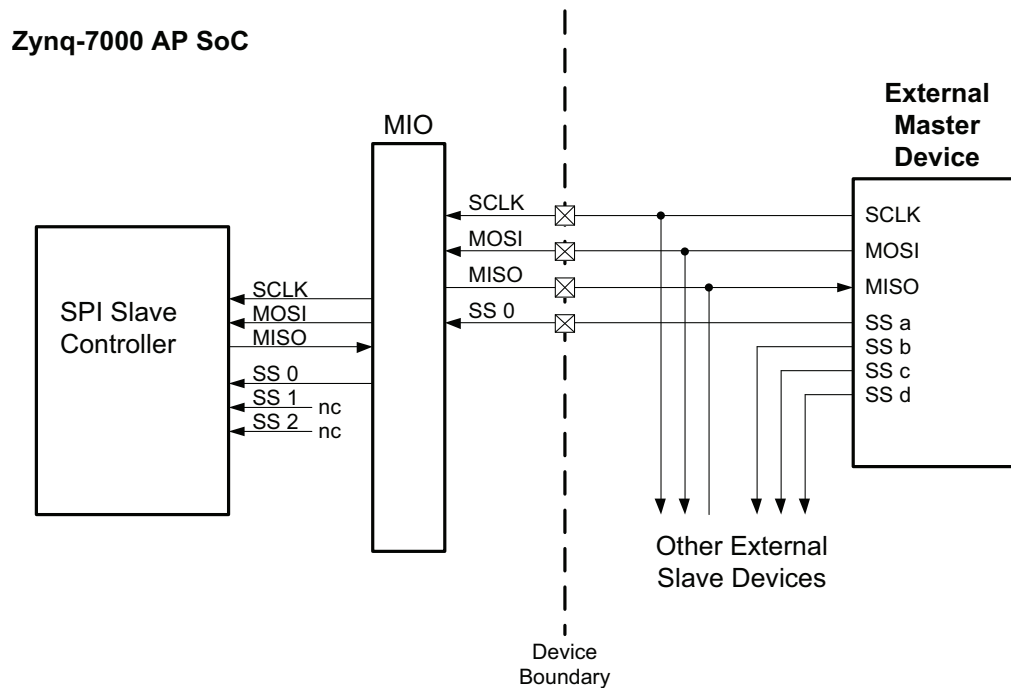 Zynq-7000 AP SoC
MIO
External
Master
Device
SCLK
MOSI
MISO
SS 0
SCLK
MOSI
MISO
SS a
SS b
SS c
SS d
SPI Slave
Controller
SCLK
MOSI
MISO
SS 0
SS 1
nc
SS 2
nc
Other External
Slave Devices
Device
Boundary